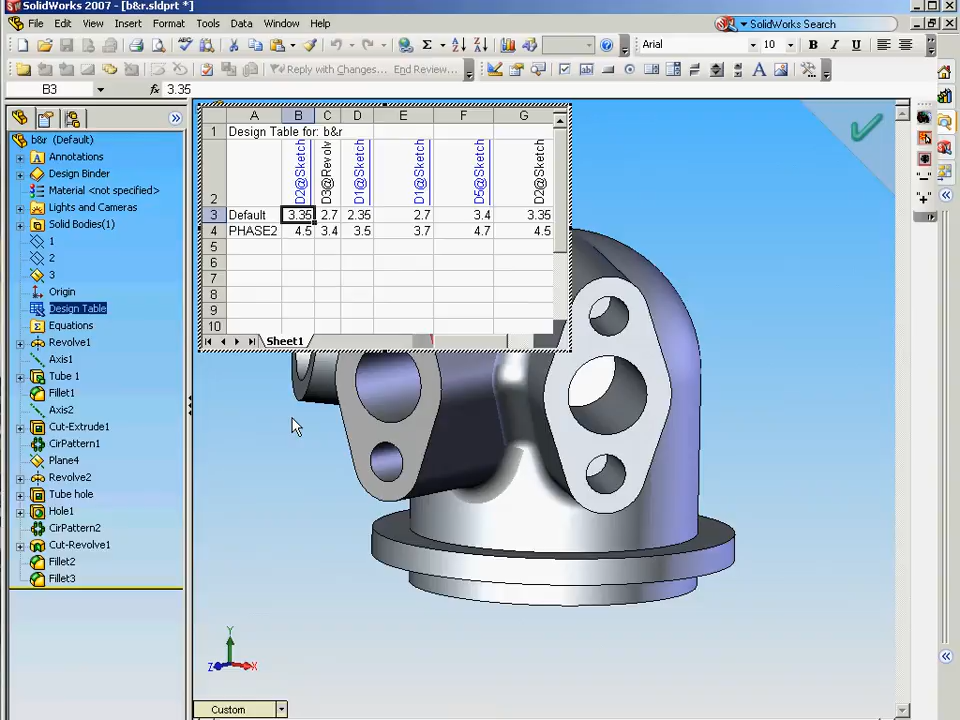 SolidWorks 2007 - [b&r.sldprt *]
File Edit View Insert Format Tools Data Window Help SolidWorks Search
Arial 10 B I U
Reply with Changes... End Review...
B3 fx 3.35
b&r (Default)
Annotations
Design Binder
Material <not specified>
Lights and Cameras
Solid Bodies(1)
1
2
3
Origin
Design Table
Equations
Revolve1
Axis1
Tube 1
Fillet1
Axis2
Cut-Extrude1
CirPattern1
Plane4
Revolve2
Tube hole
Hole1
CirPattern2
Cut-Revolve1
Fillet2
Fillet3
A B C D E F G
1 Design Table for: b&r
2 D2@Sketch D3@Revolv D1@Sketch D1@Sketch D5@Sketch D2@Sketch
3 Default 3.35 2.7 2.35 2.7 3.4 3.35
4 PHASE2 4.5 3.4 3.5 3.7 4.7 4.5
5
6
7
8
9
10
Sheet1
Y
Z X
Custom